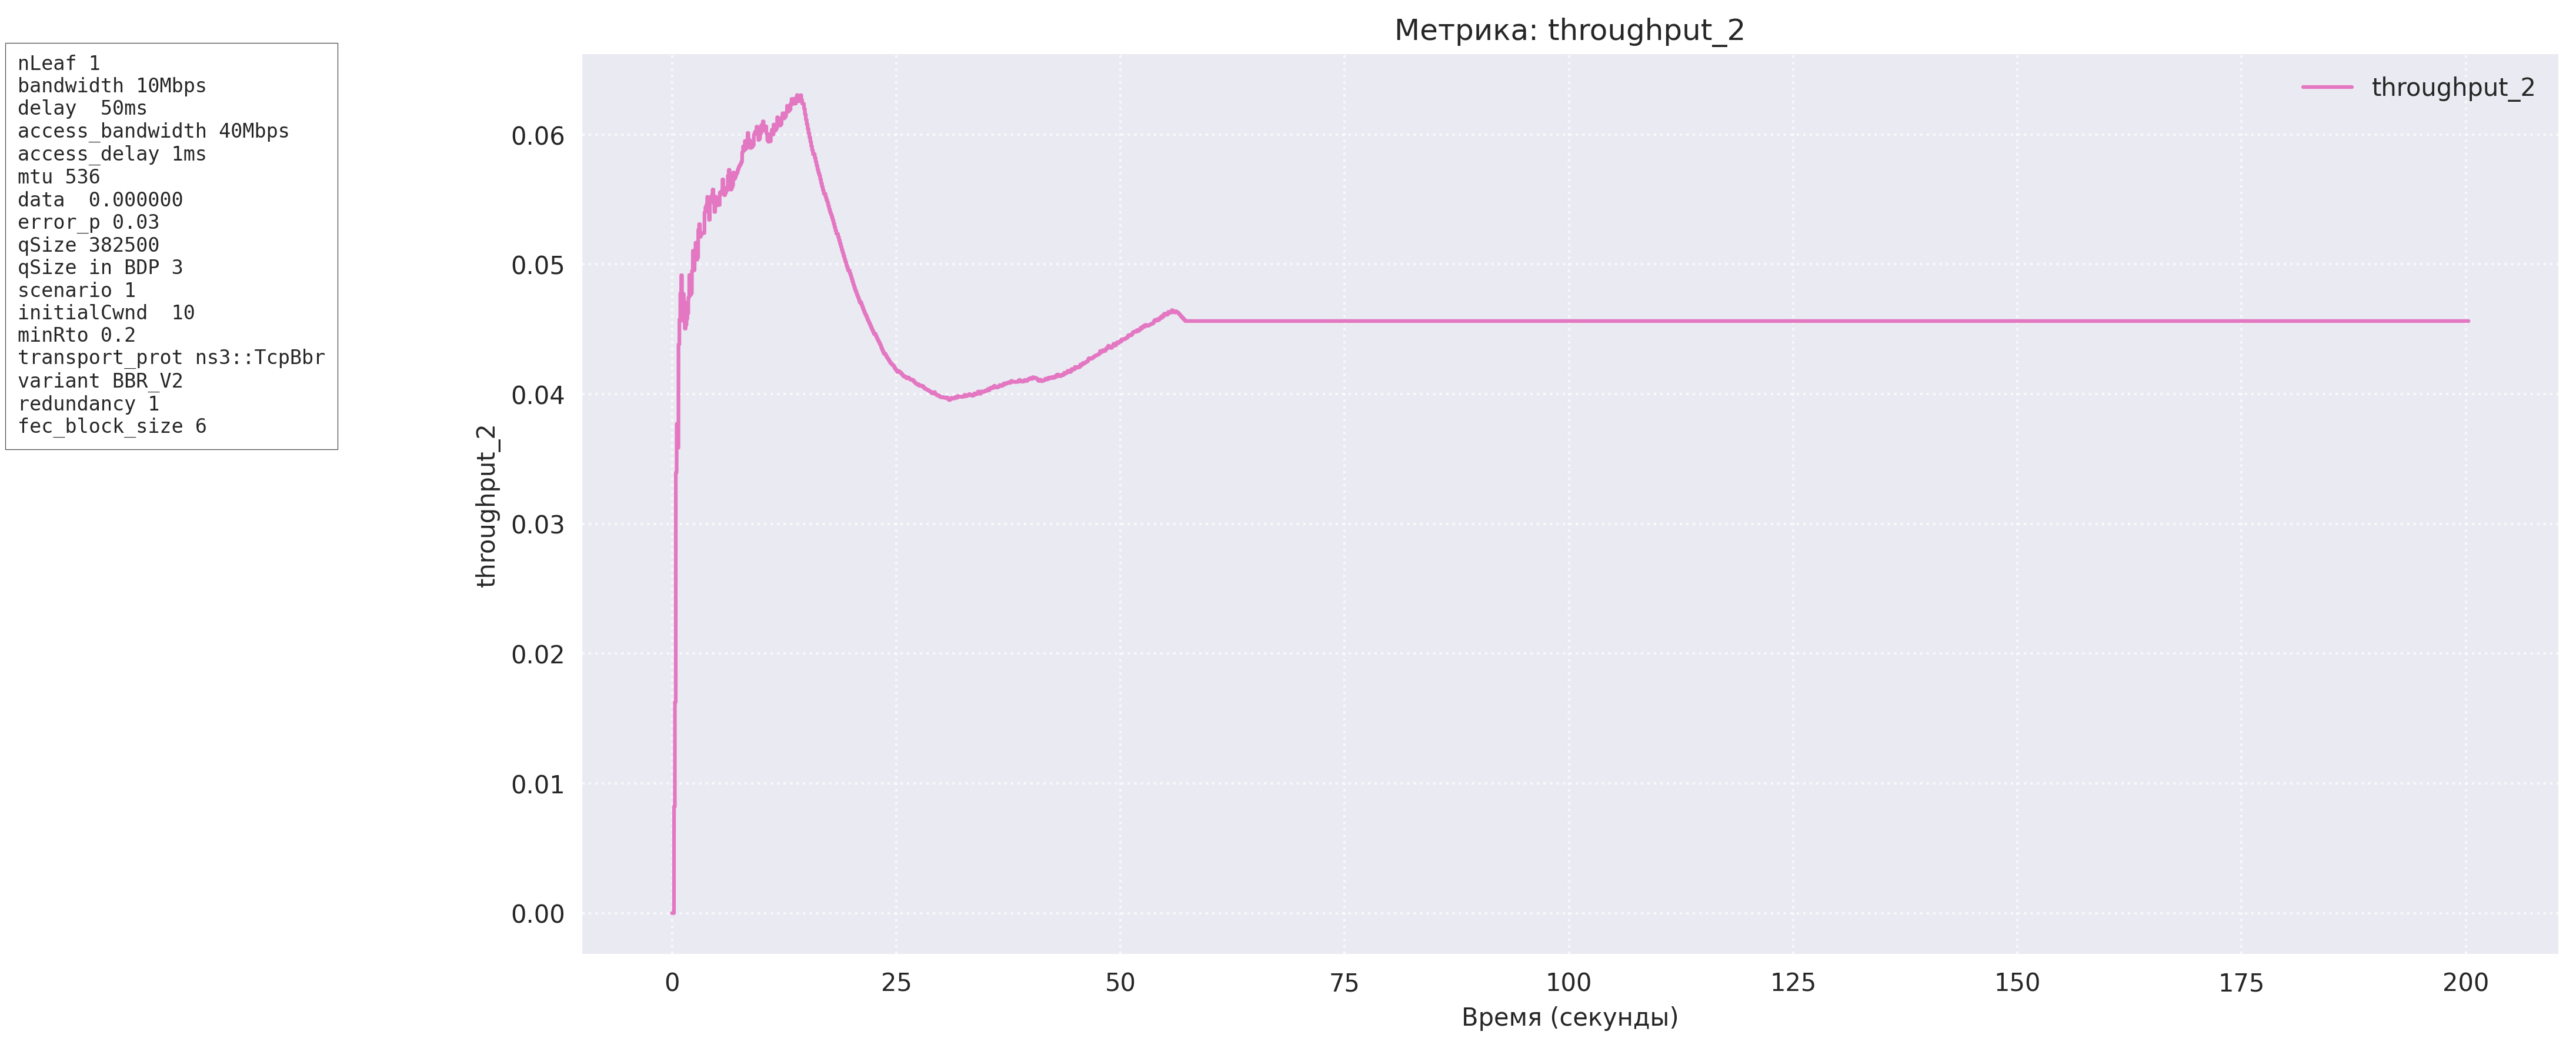 Метрика: throughput_2
nLeaf 1
bandwidth 10Mbps
delay  50ms
access_bandwidth 40Mbps
access_delay 1ms
mtu 536
data  0.000000
error_p 0.03
qSize 382500
qSize in BDP 3
scenario 1
initialCwnd  10
minRto 0.2
transport_prot ns3::TcpBbr
variant BBR_V2
redundancy 1
fec_block_size 6
throughput_2
throughput_2
0.06
0.05
0.04
0.03
0.02
0.01
0.00
0 25 50 75 100 125 150 175 200
Время (секунды)